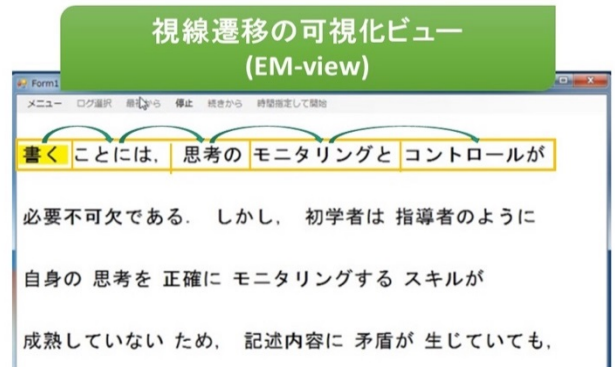 視線遷移の可視化ビュー
(EM-view)
Form1
メニュー ログ選択 最初から 停止 続きから 時間指定して開始
書く ことには, 思考の モニタリングと コントロールが
必要不可欠である. しかし, 初学者は 指導者のように
自身の 思考を 正確に モニタリングする スキルが
成熟していない ため, 記述内容に 矛盾が 生じていても,